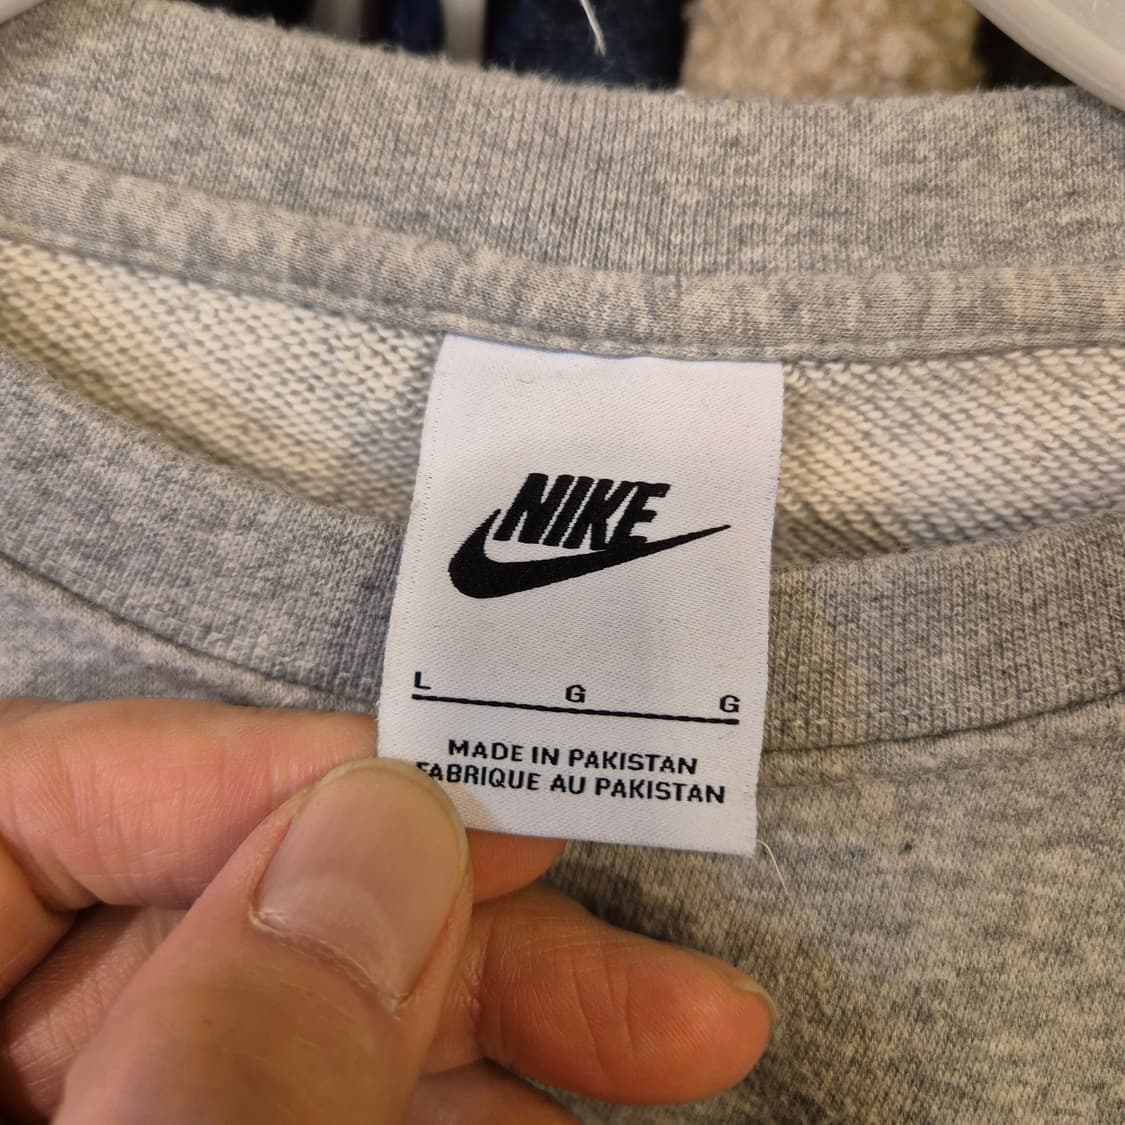 NIKE
L G G
MADE IN PAKISTAN
FABRIQUE AU PAKISTAN